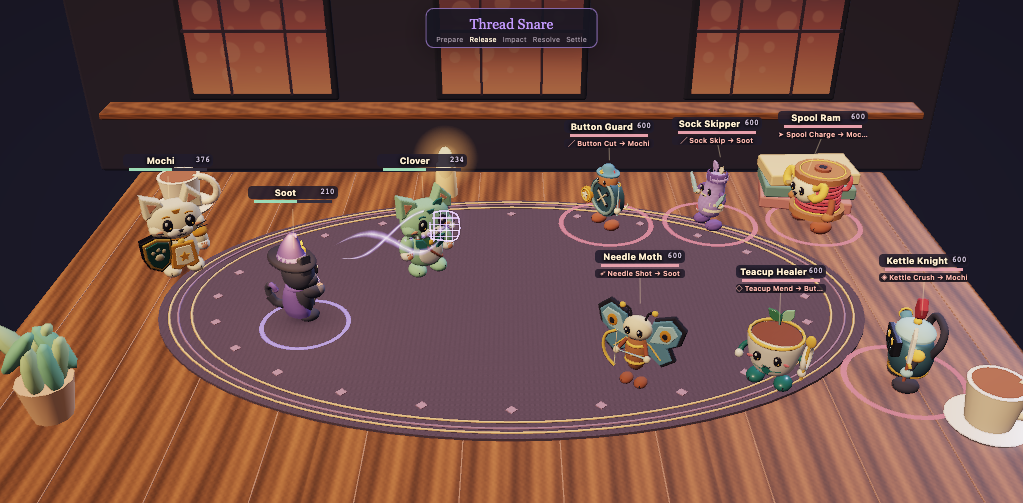 Thread Snare
Prepare Release Impact Resolve Settle
Mochi 376
Soot 210
Clover 234
Button Guard 600
Button Cut → Mochi
Sock Skipper 600
Sock Skip → Soot
Spool Ram 600
Spool Charge → Moc...
Needle Moth 600
Needle Shot → Soot
Teacup Healer 600
Teacup Mend → But...
Kettle Knight 600
Kettle Crush → Mochi